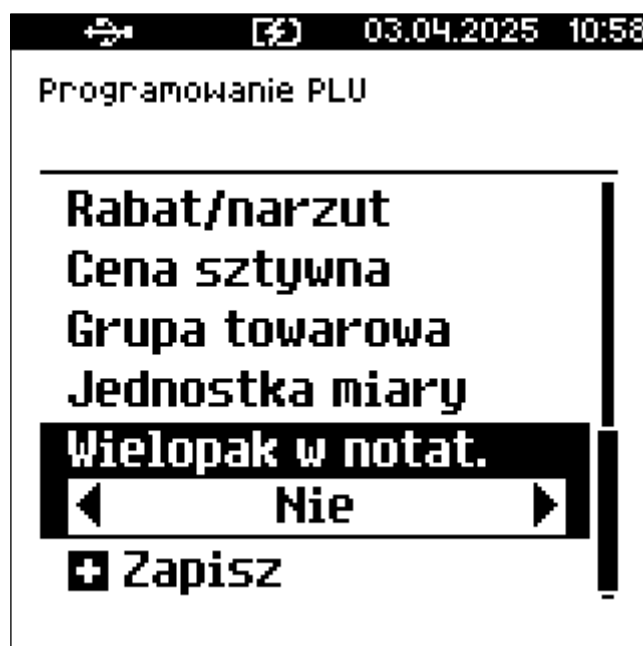 03.04.2025 10:58
Programowanie PLU
Rabat/narzut
Cena sztywna
Grupa towarowa
Jednostka miary
Wielopak w notat.
Nie
Zapisz